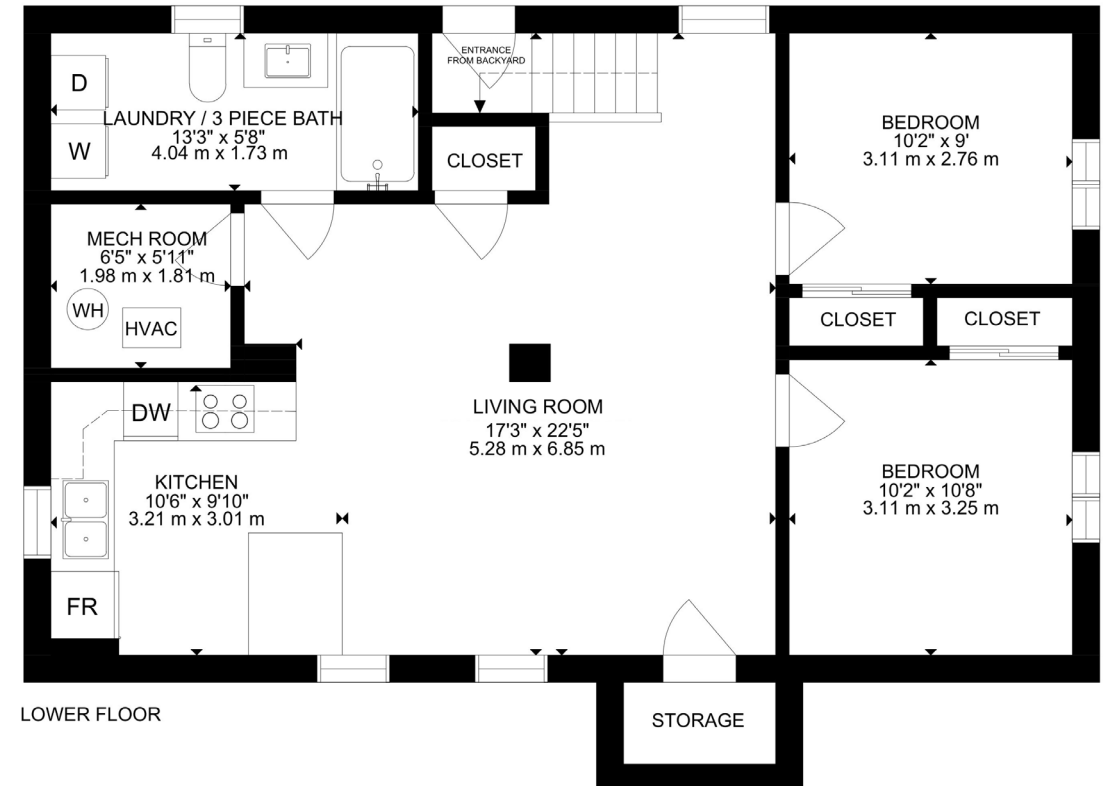 ENTRANCE
FROM BACKYARD
D
W
LAUNDRY / 3 PIECE BATH
13'3" x 5'8"
4.04 m x 1.73 m
CLOSET
BEDROOM
10'2" x 9'
3.11 m x 2.76 m
MECH ROOM
6'5" x 5'11"
1.98 m x 1.81 m
WH
HVAC
CLOSET
CLOSET
DW
LIVING ROOM
17'3" x 22'5"
5.28 m x 6.85 m
KITCHEN
10'6" x 9'10"
3.21 m x 3.01 m
BEDROOM
10'2" x 10'8"
3.11 m x 3.25 m
FR
LOWER FLOOR
STORAGE